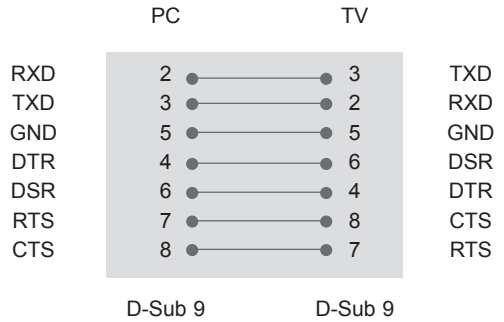 PC TV
RXD 2 3 TXD
TXD 3 2 RXD
GND 5 5 GND
DTR 4 6 DSR
DSR 6 4 DTR
RTS 7 8 CTS
CTS 8 7 RTS
D-Sub 9 D-Sub 9